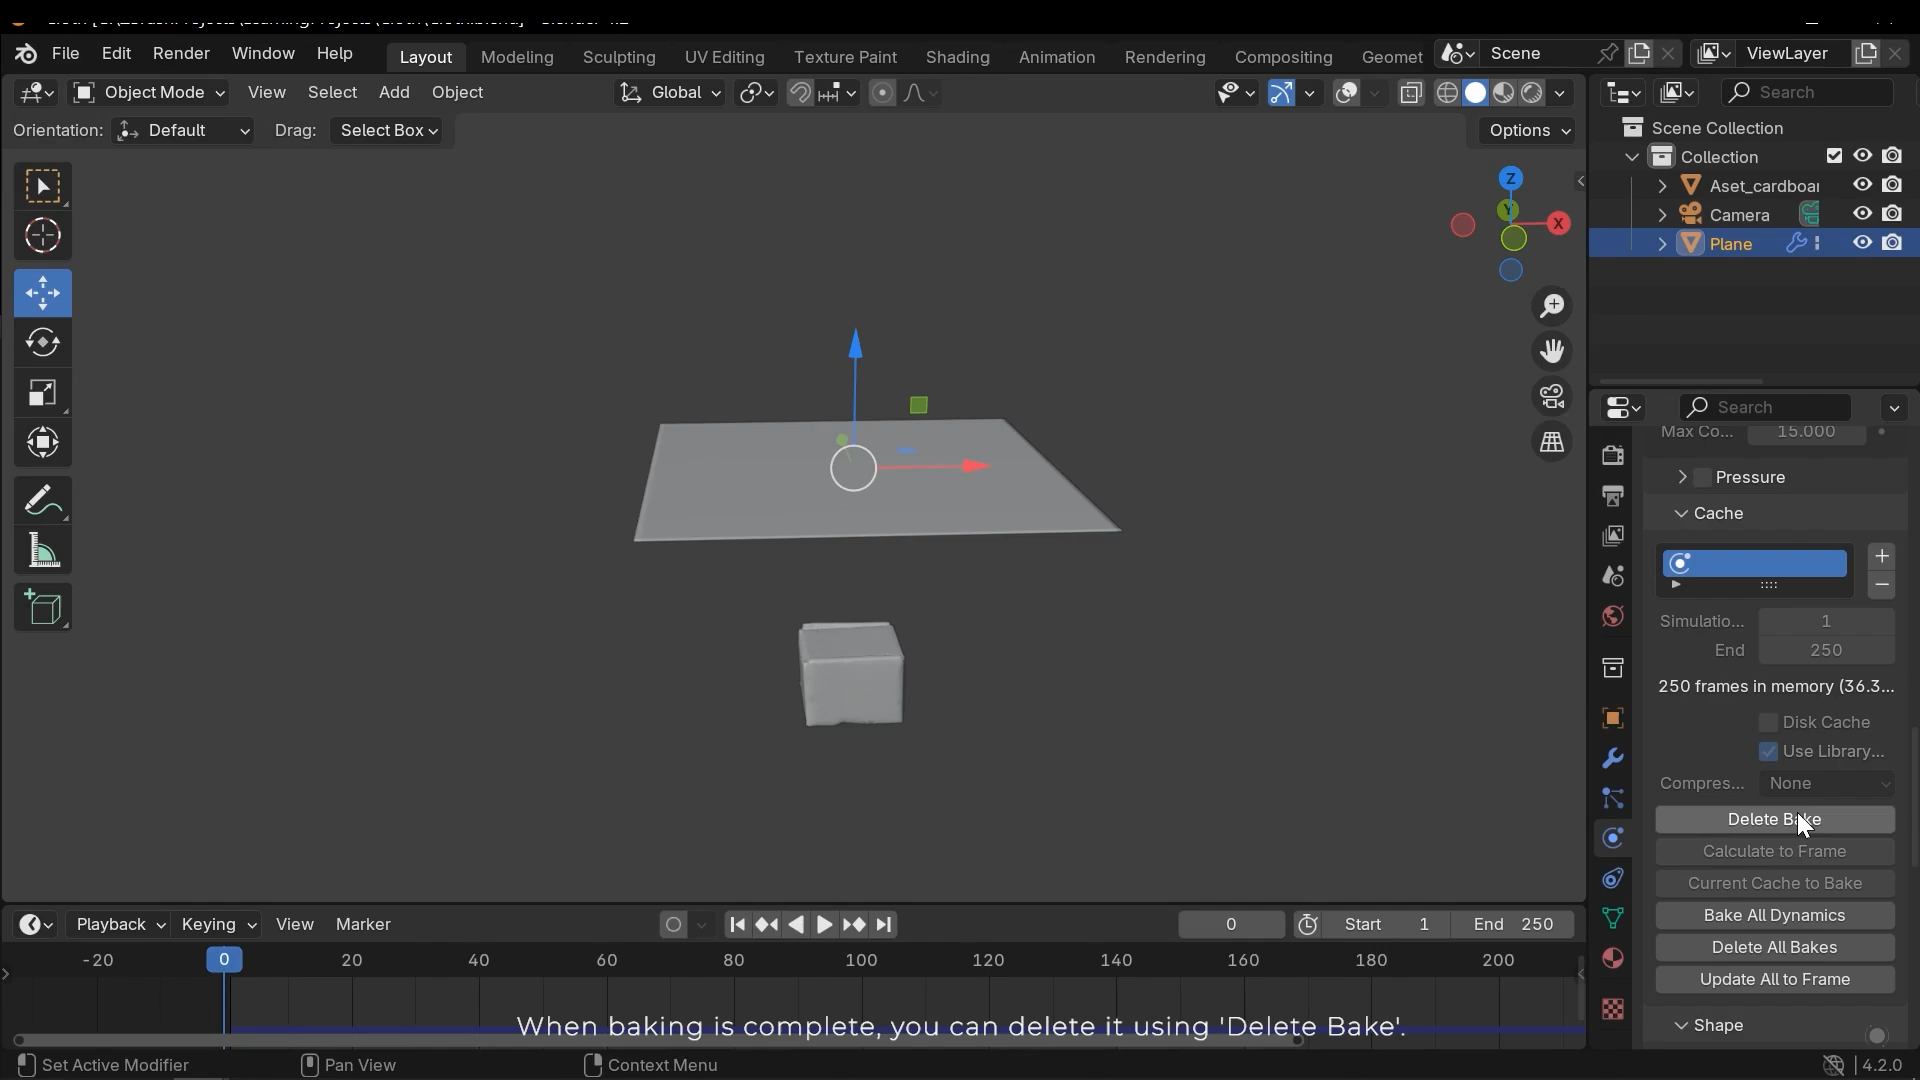 File Edit Render Window Help Layout Modeling Sculpting UV Editing Texture Paint Shading Animation Rendering Compositing Geomet Scene ViewLayer
Object Mode View Select Add Object Global Search
Orientation: Default Drag: Select Box Options
Scene Collection
Collection
Aset_cardboar
Camera
Plane
Z
Y
X
Search
Max Co... 15.000
Pressure
Cache
Simulatio... 1
End 250
250 frames in memory (36.3...
Disk Cache
Use Library...
Compres... None
Delete Bake
Calculate to Frame
Current Cache to Bake
Bake All Dynamics
Delete All Bakes
Update All to Frame
Shape
Playback Keying View Marker 0 Start 1 End 250
-20 0 20 40 60 80 100 120 140 160 180 200
When baking is complete, you can delete it using 'Delete Bake'.
Set Active Modifier Pan View Context Menu 4.2.0